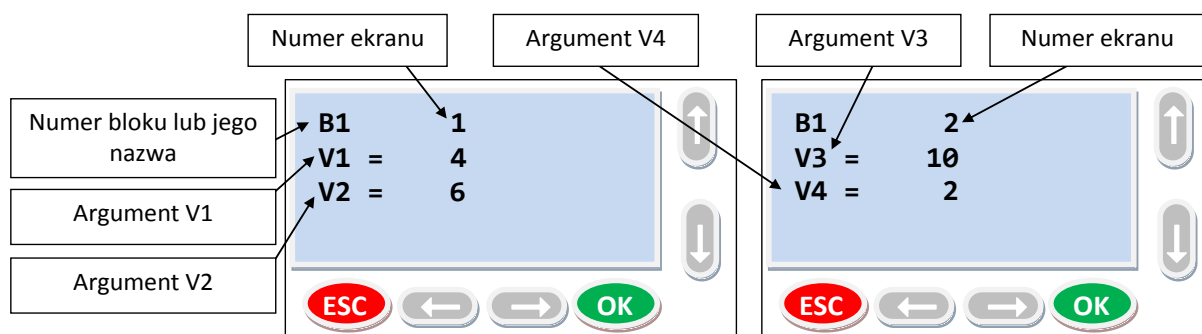 Numer ekranu
Argument V4
Argument V3
Numer ekranu
Numer bloku lub jego
nazwa
Argument V1
Argument V2
B1 1
V1 = 4
V2 = 6
ESC
OK
B1 2
V3 = 10
V4 = 2
ESC
OK